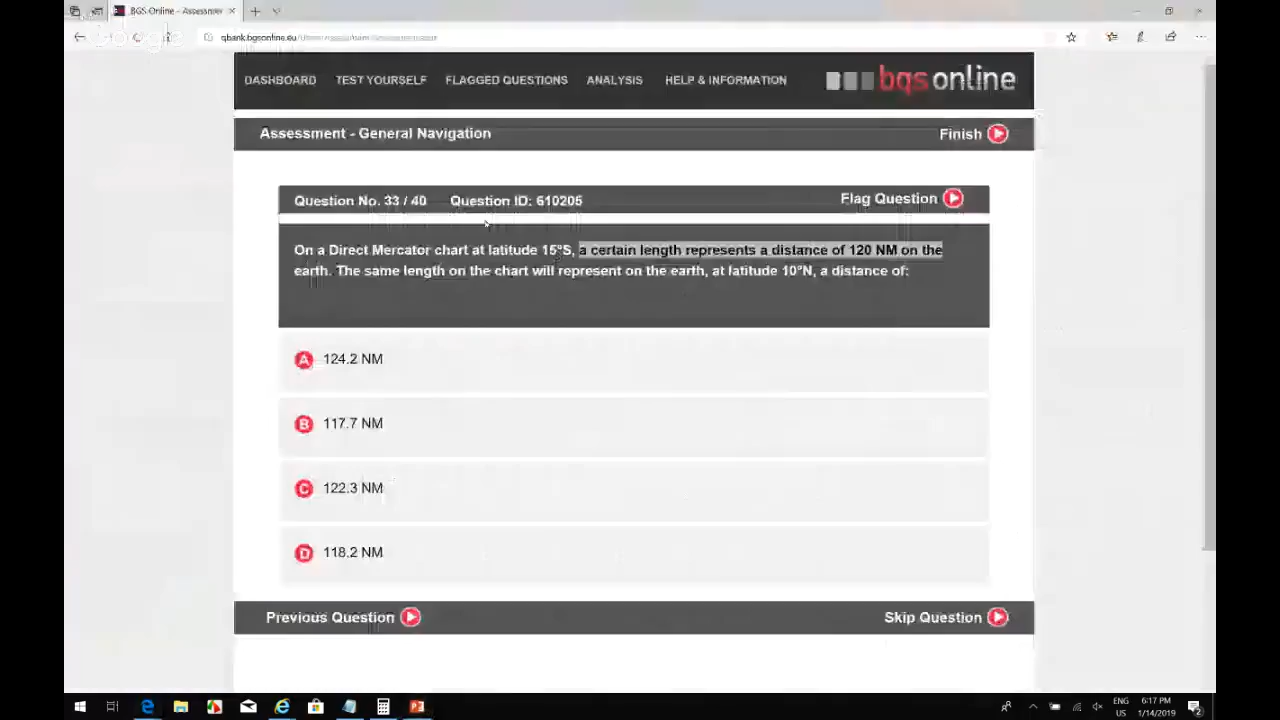 BGS-Online - Assessmer
DASHBOARD TEST YOURSELF FLAGGED QUESTIONS ANALYSIS HELP & INFORMATION bgs online
Assessment - General Navigation Finish
Question No. 33 / 40 Question ID: 610206 Flag Question
On a Direct Mercator chart at latitude 15°S, a certain length represents a distance of 120 NM on the
earth. The same length on the chart will represent on the earth, at latitude 10°N, a distance of:
A 124.2 NM
B 117.7 NM
C 122.3 NM
D 118.2 NM
Previous Question Skip Question
ENG 6:17 PM
US 1/14/2019